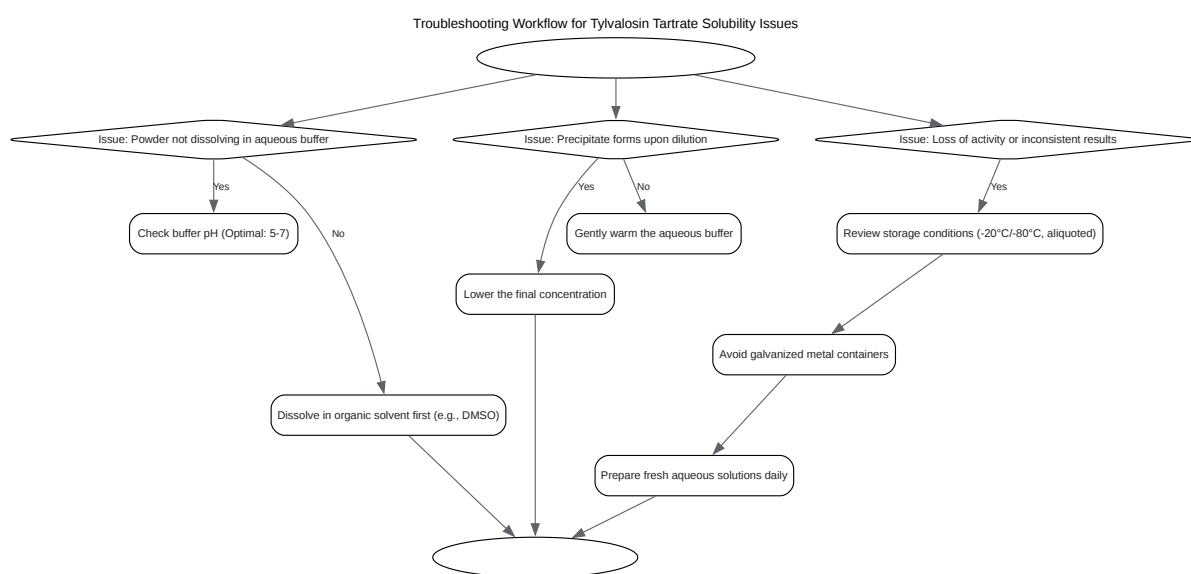 Troubleshooting Workflow for Tylvalosin Tartrate Solubility Issues
Issue: Powder not dissolving in aqueous buffer
Issue: Precipitate forms upon dilution
Issue: Loss of activity or inconsistent results
Yes
Yes
No
Yes
Check buffer pH (Optimal: 5-7)
No
Gently warm the aqueous buffer
Review storage conditions (-20°C/-80°C, aliquoted)
Lower the final concentration
Avoid galvanized metal containers
Dissolve in organic solvent first (e.g., DMSO)
Prepare fresh aqueous solutions daily